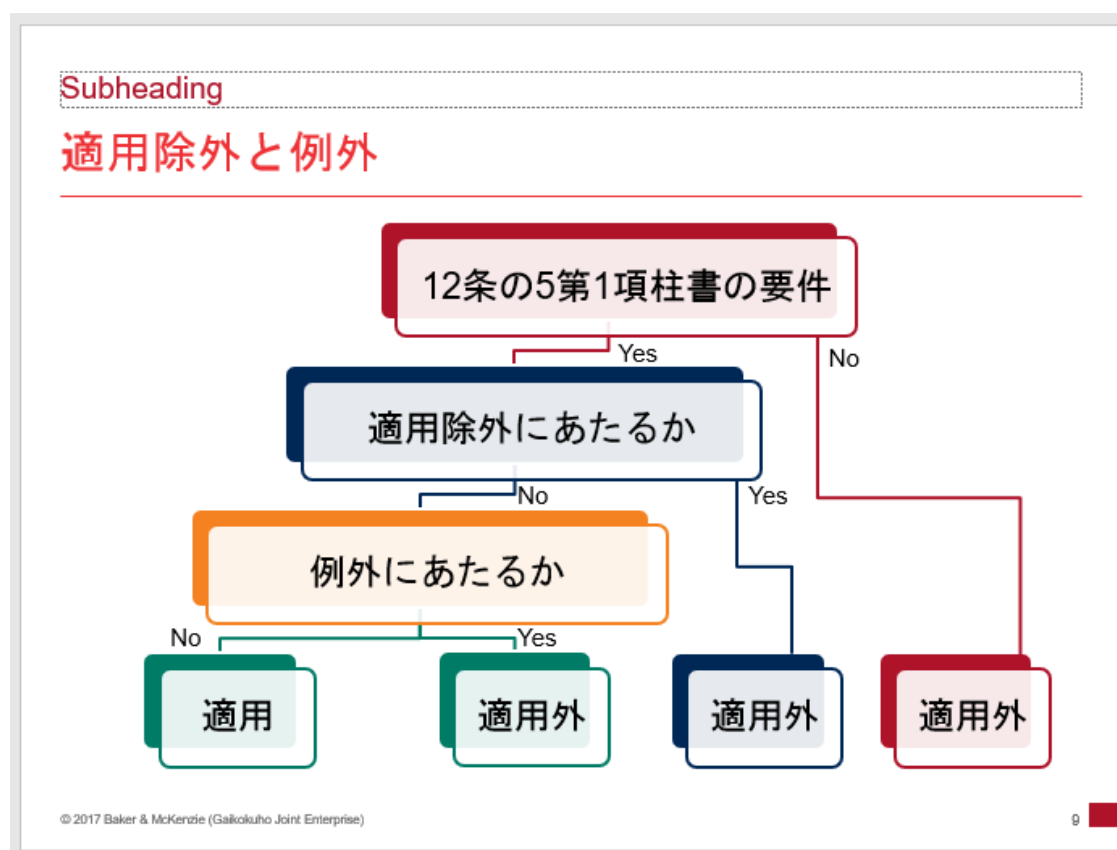 Subheading
適用除外と例外
12条の5第1項柱書の要件
Yes
No
適用除外にあたるか
No
Yes
例外にあたるか
No
Yes
適用
適用外
適用外
適用外
© 2017 Baker & McKenzie (Gaikokuho Joint Enterprise)
9